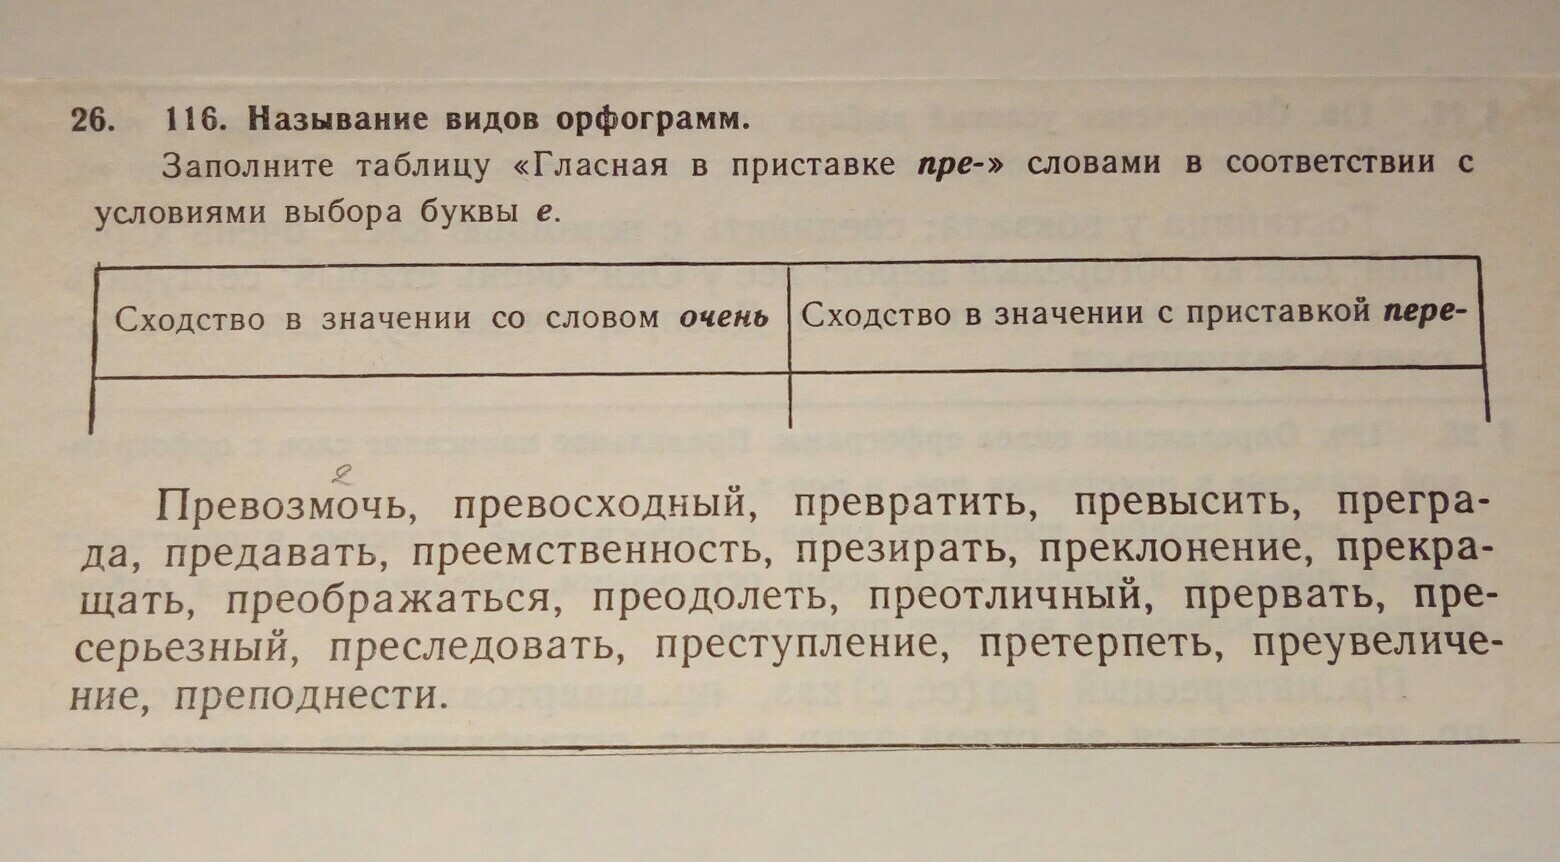 26. 116. Называние видов орфограмм.
Заполните таблицу «Гласная в приставке пре-» словами в соответствии с
условиями выбора буквы е.
Сходство в значении со словом очень
Сходство в значении с приставкой пере-
2
Превозмочь, превосходный, превратить, превысить, прегра-
да, предавать, преемственность, презирать, преклонение, прекра-
щать, преображаться, преодолеть, преотличный, прервать, пре-
серьезный, преследовать, преступление, претерпеть, преувеличе-
ние, преподнести.